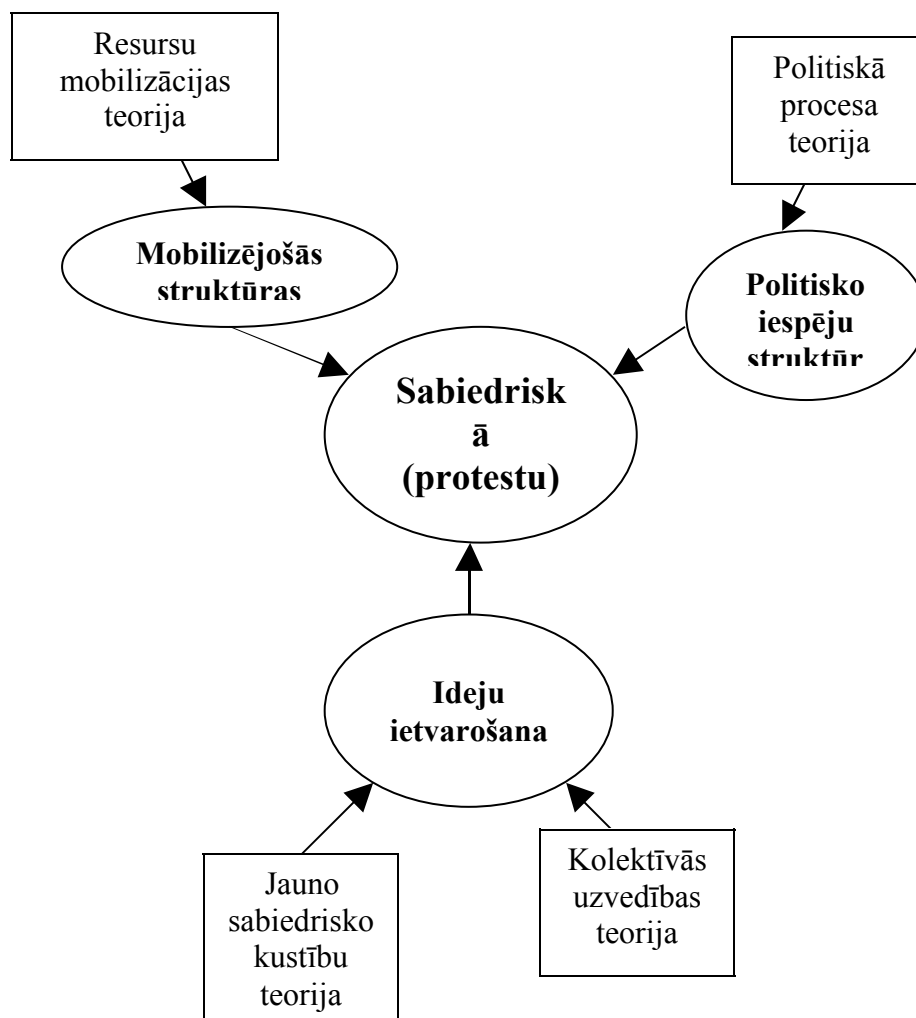 Resursu
mobilizācijas
teorija
Politiskā
procesa
teorija
Mobilizējošās
struktūras
Politisko
iespēju
struktūr
Sabiedrisk
ā
(protestu)
Ideju
ietvarošana
Jauno
sabiedrisko
kustību
teorija
Kolektīvās
uzvedības
teorija